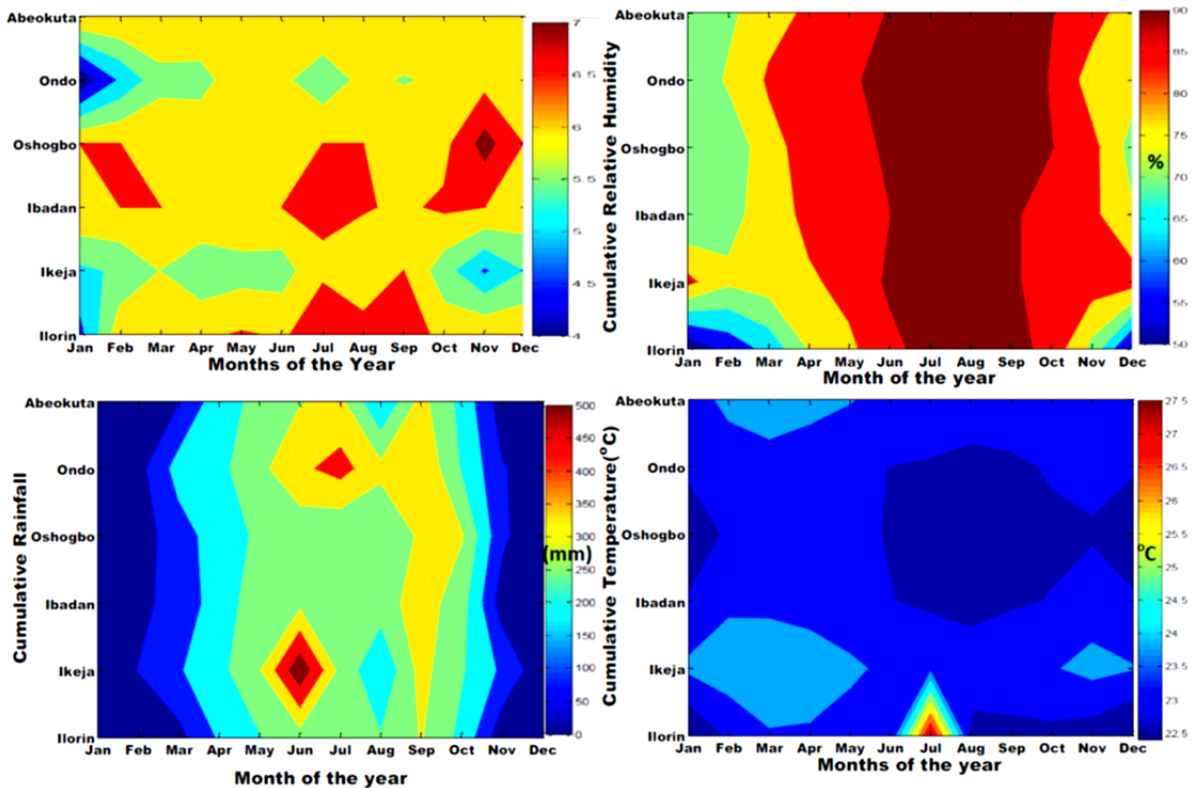 Abeokuta
Ondo
Oshogbo
Ibadan
Ikeja
Ilorin
Jan Feb Mar Apr May Jun Jul Aug Sep Oct Nov Dec
Months of the Year
7
6.5
6
5.5
5
4.5
4
Cumulative Relative Humidity
Abeokuta
Ondo
Oshogbo
Ibadan
Ikeja
Ilorin
Jan Feb Mar Apr May Jun Jul Aug Sep Oct Nov Dec
Month of the year
90
85
80
75
%
70
65
60
55
50
Cumulative Rainfall
Abeokuta
Ondo
Oshogbo
Ibadan
Ikeja
Ilorin
Jan Feb Mar Apr May Jun Jul Aug Sep Oct Nov Dec
Month of the year
500
450
400
350
300
(mm)
250
200
150
100
50
0
Cumulative Temperature(°C)
Abeokuta
Ondo
Oshogbo
Ibadan
Ikeja
Ilorin
Jan Feb Mar Apr May Jun Jul Aug Sep Oct Nov Dec
Months of the year
27.5
27
26.5
26
25.5
°C
25
24.5
24
23.5
23
22.5